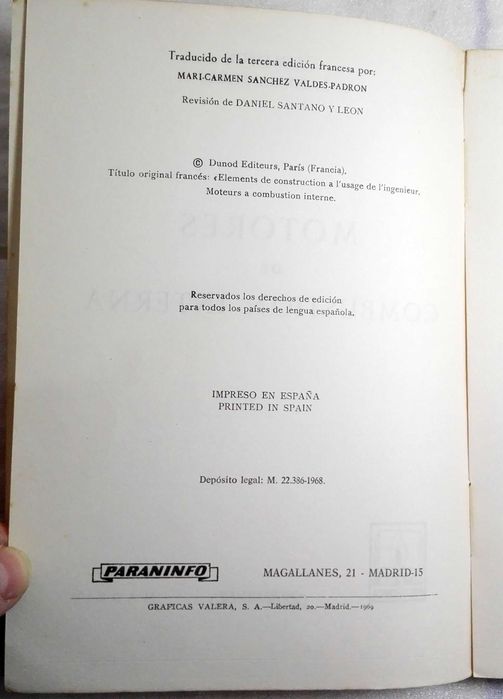 Traducido de la tercera edición francesa por:
MARI-CARMEN SANCHEZ VALDES-PADRON
Revisión de DANIEL SANTANO Y LEON
© Dunod Editeurs, París (Francia).
Título original francés: «Elements de construction a l'usage de l'ingenieur.
Moteurs a combustion interne.
Reservados los derechos de edición
para todos los países de lengua española.
IMPRESO EN ESPAÑA
PRINTED IN SPAIN
Depósito legal: M. 22.386-1968.
PARANINFO MAGALLANES, 21 - MADRID-15
GRAFICAS VALERA, S. A.—Libertad, 20.—Madrid.—1969